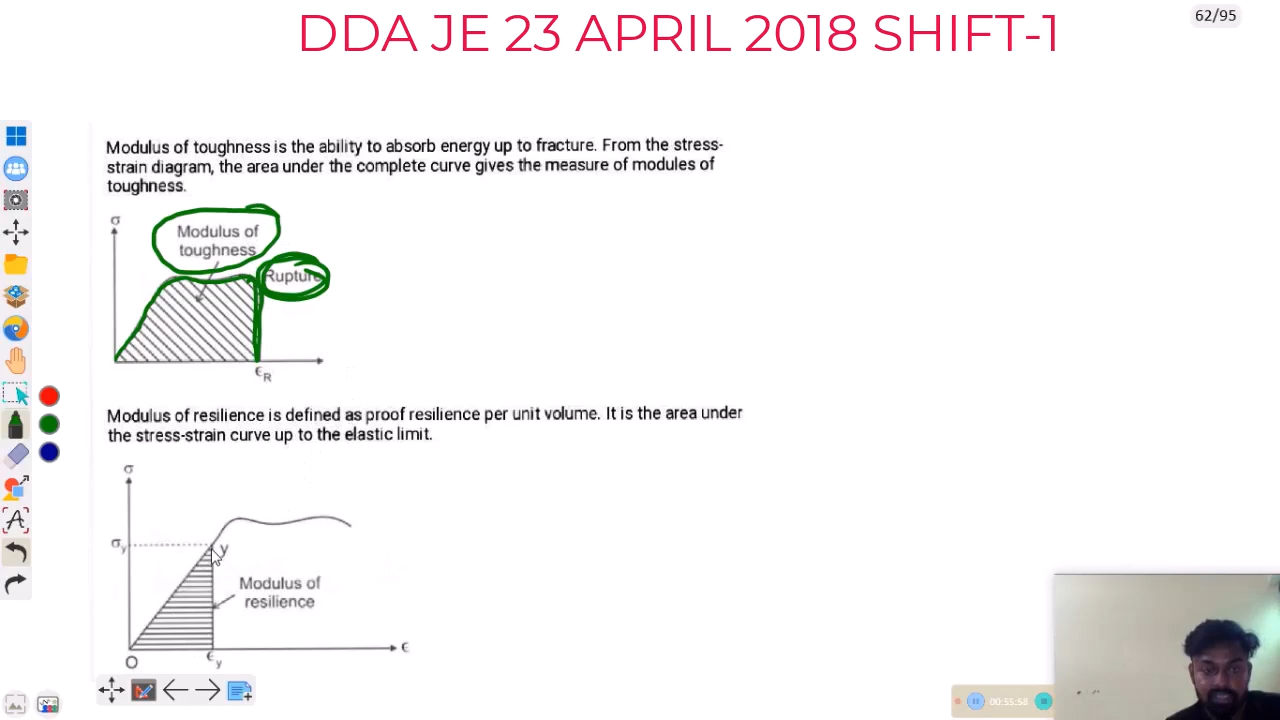 DDA JE 23 APRIL 2018 SHIFT-1
62/95
Modulus of toughness is the ability to absorb energy up to fracture. From the stress-
strain diagram, the area under the complete curve gives the measure of modules of
toughness.
σ
Modulus of
toughness
Rupture
ϵR
Modulus of resilience is defined as proof resilience per unit volume. It is the area under
the stress-strain curve up to the elastic limit.
σ
σy
y
Modulus of
resilience
O
ϵy
ϵ
00:55:58